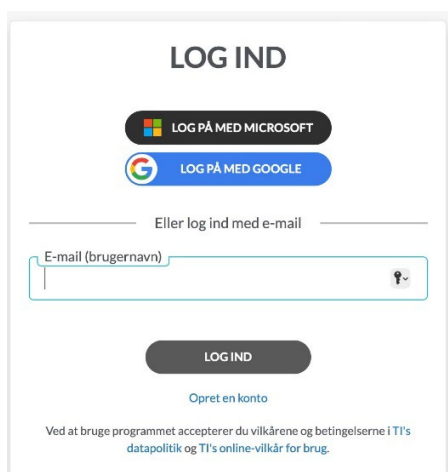 LOG IND
LOG PÅ MED MICROSOFT
LOG PÅ MED GOOGLE
Eller log ind med e-mail
E-mail (brugernavn)
LOG IND
Opret en konto
Ved at bruge programmet accepterer du vilkårene og betingelserne i TI's
datapolitik og TI's online-vilkår for brug.